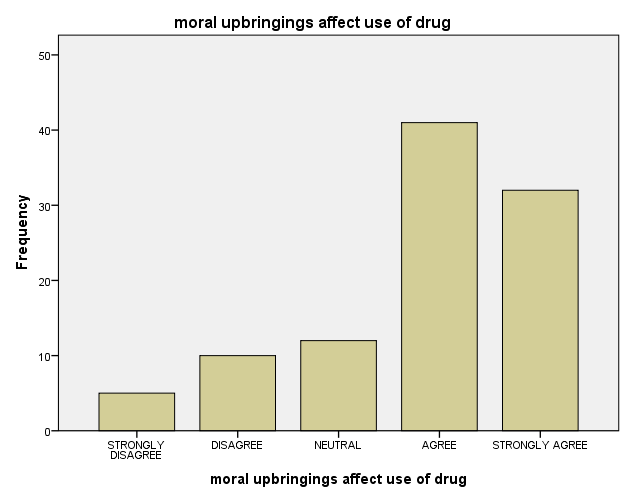 moral upbringings affect use of drug
50
40
30
20
10
0
Frequency
STRONGLY
DISAGREE
DISAGREE
NEUTRAL
AGREE
STRONGLY AGREE
moral upbringings affect use of drug